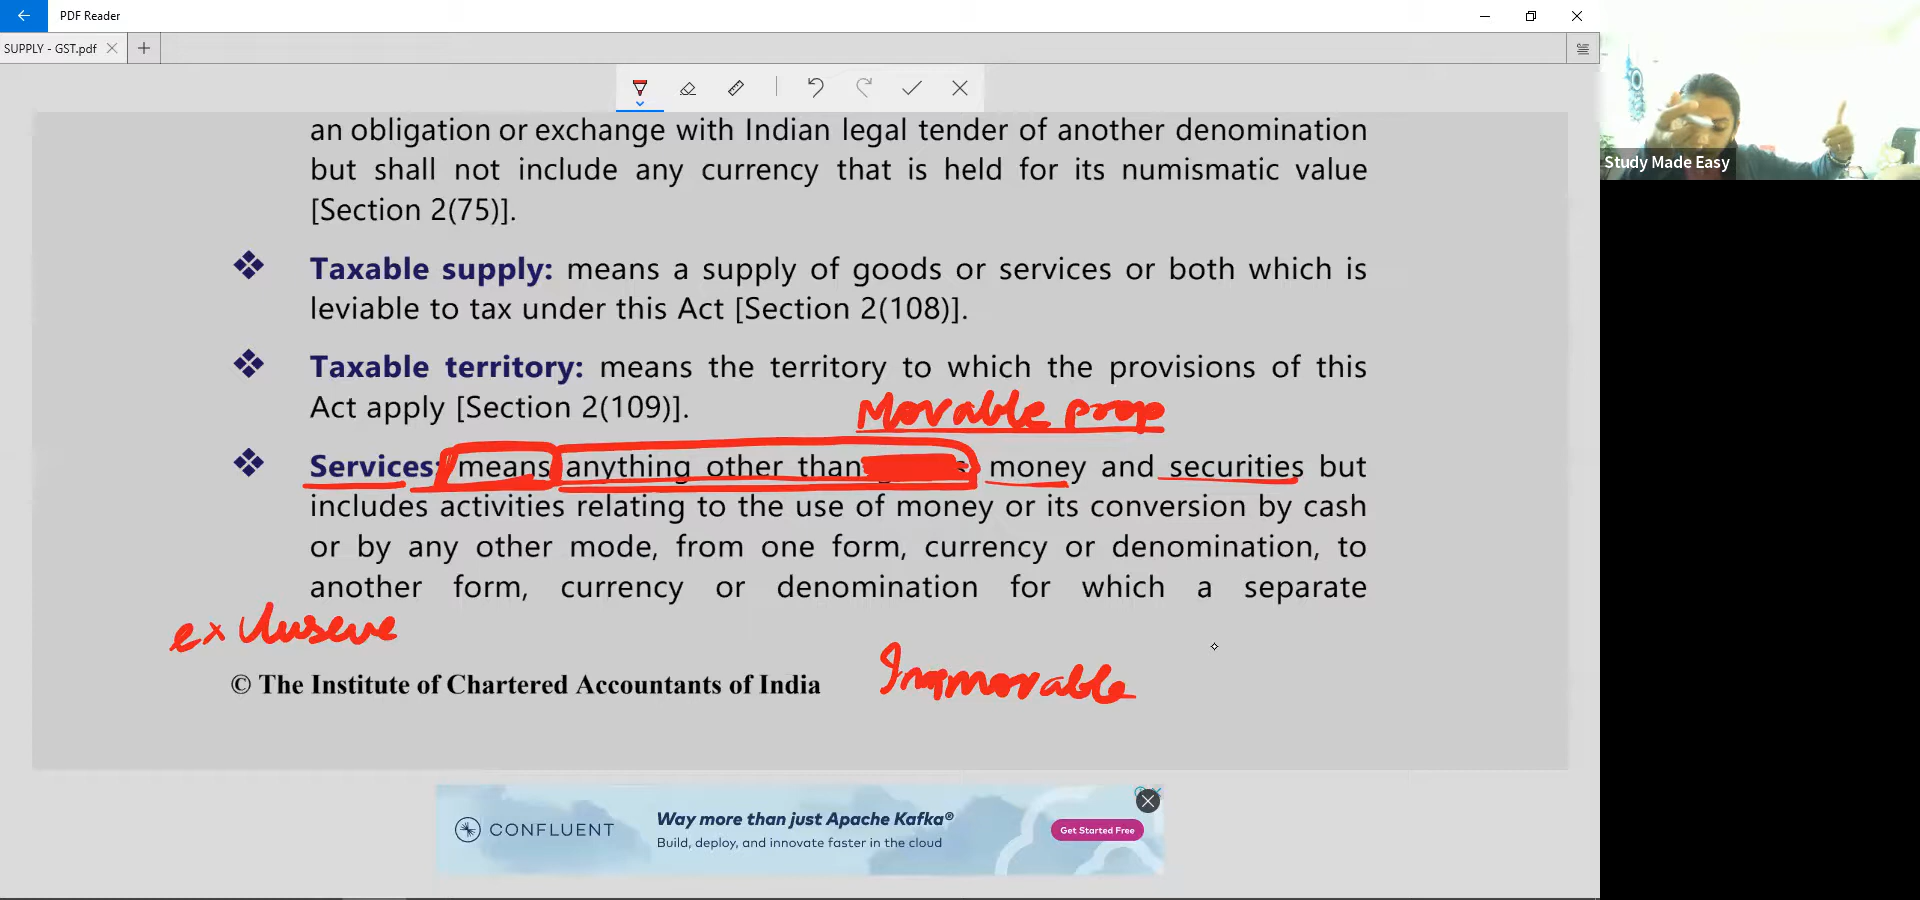 PDF Reader
SUPPLY - GST.pdf
Study Made Easy
an obligation or exchange with Indian legal tender of another denomination
but shall not include any currency that is held for its numismatic value
[Section 2(75)].
Taxable supply: means a supply of goods or services or both which is
leviable to tax under this Act [Section 2(108)].
Taxable territory: means the territory to which the provisions of this
Act apply [Section 2(109)].
Movable prop
Services: means anything other than money and securities but
includes activities relating to the use of money or its conversion by cash
or by any other mode, from one form, currency or denomination, to
another form, currency or denomination for which a separate
© The Institute of Chartered Accountants of India
Immovable
CONFLUENT
Way more than just Apache Kafka®
Build, deploy, and innovate faster in the cloud
Get Started Free